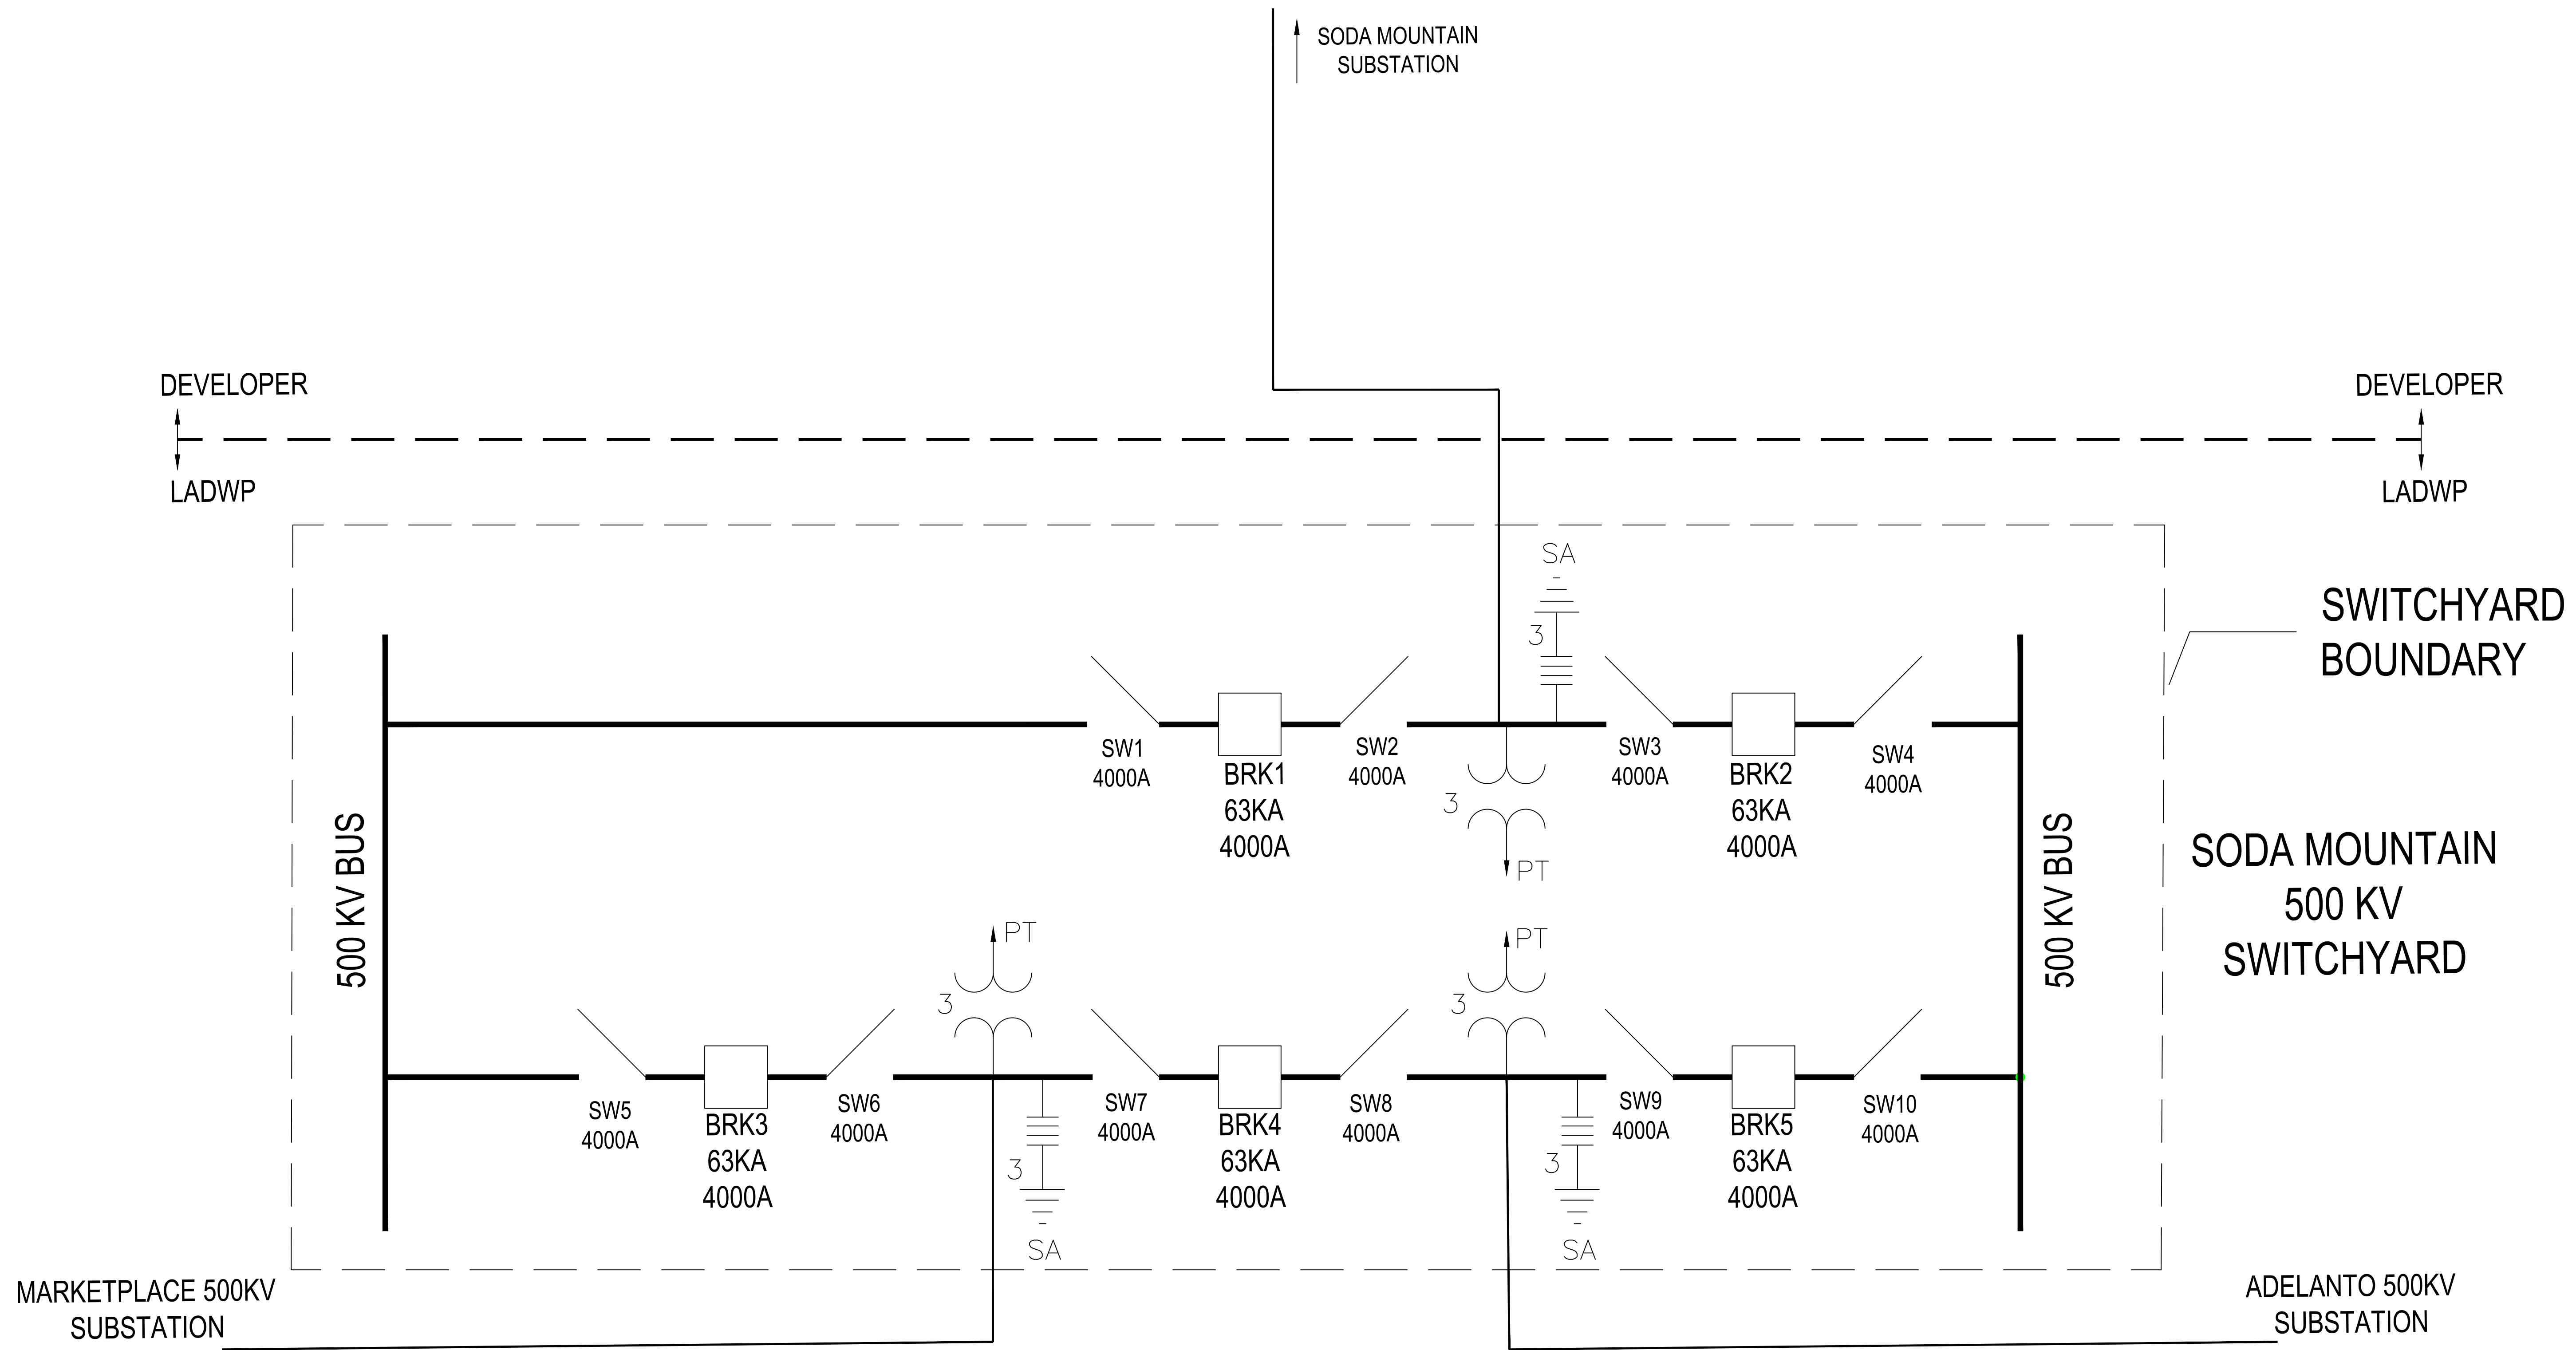 SODA MOUNTAIN
SUBSTATION
DEVELOPER
DEVELOPER
LADWP
LADWP
SA
3
SWITCHYARD
BOUNDARY
SW1
4000A
BRK1
63KA
4000A
SW2
4000A
SW3
4000A
BRK2
63KA
4000A
SW4
4000A
3
PT
500 KV BUS
500 KV BUS
SODA MOUNTAIN
500 KV
SWITCHYARD
PT
3
PT
3
SW5
4000A
BRK3
63KA
4000A
SW6
4000A
SW7
4000A
BRK4
63KA
4000A
SW8
4000A
SW9
4000A
BRK5
63KA
4000A
SW10
4000A
3
SA
3
SA
MARKETPLACE 500KV
SUBSTATION
ADELANTO 500KV
SUBSTATION